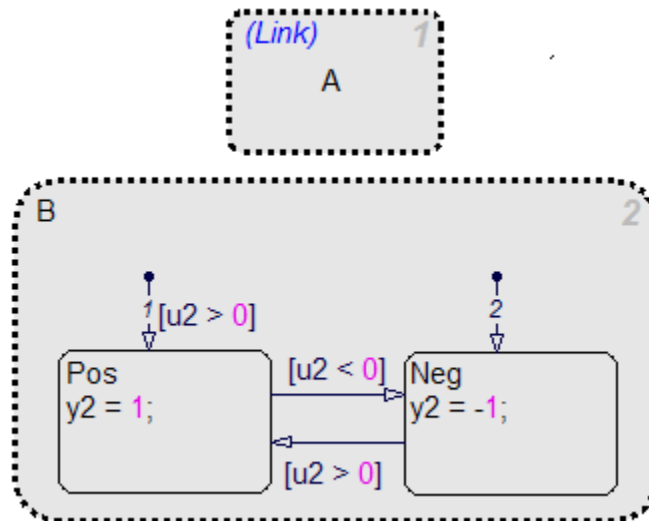 (Link) 1
A
B 2
1 [u2 > 0]
2
Pos
y2 = 1;
[u2 < 0]
[u2 > 0]
Neg
y2 = -1;